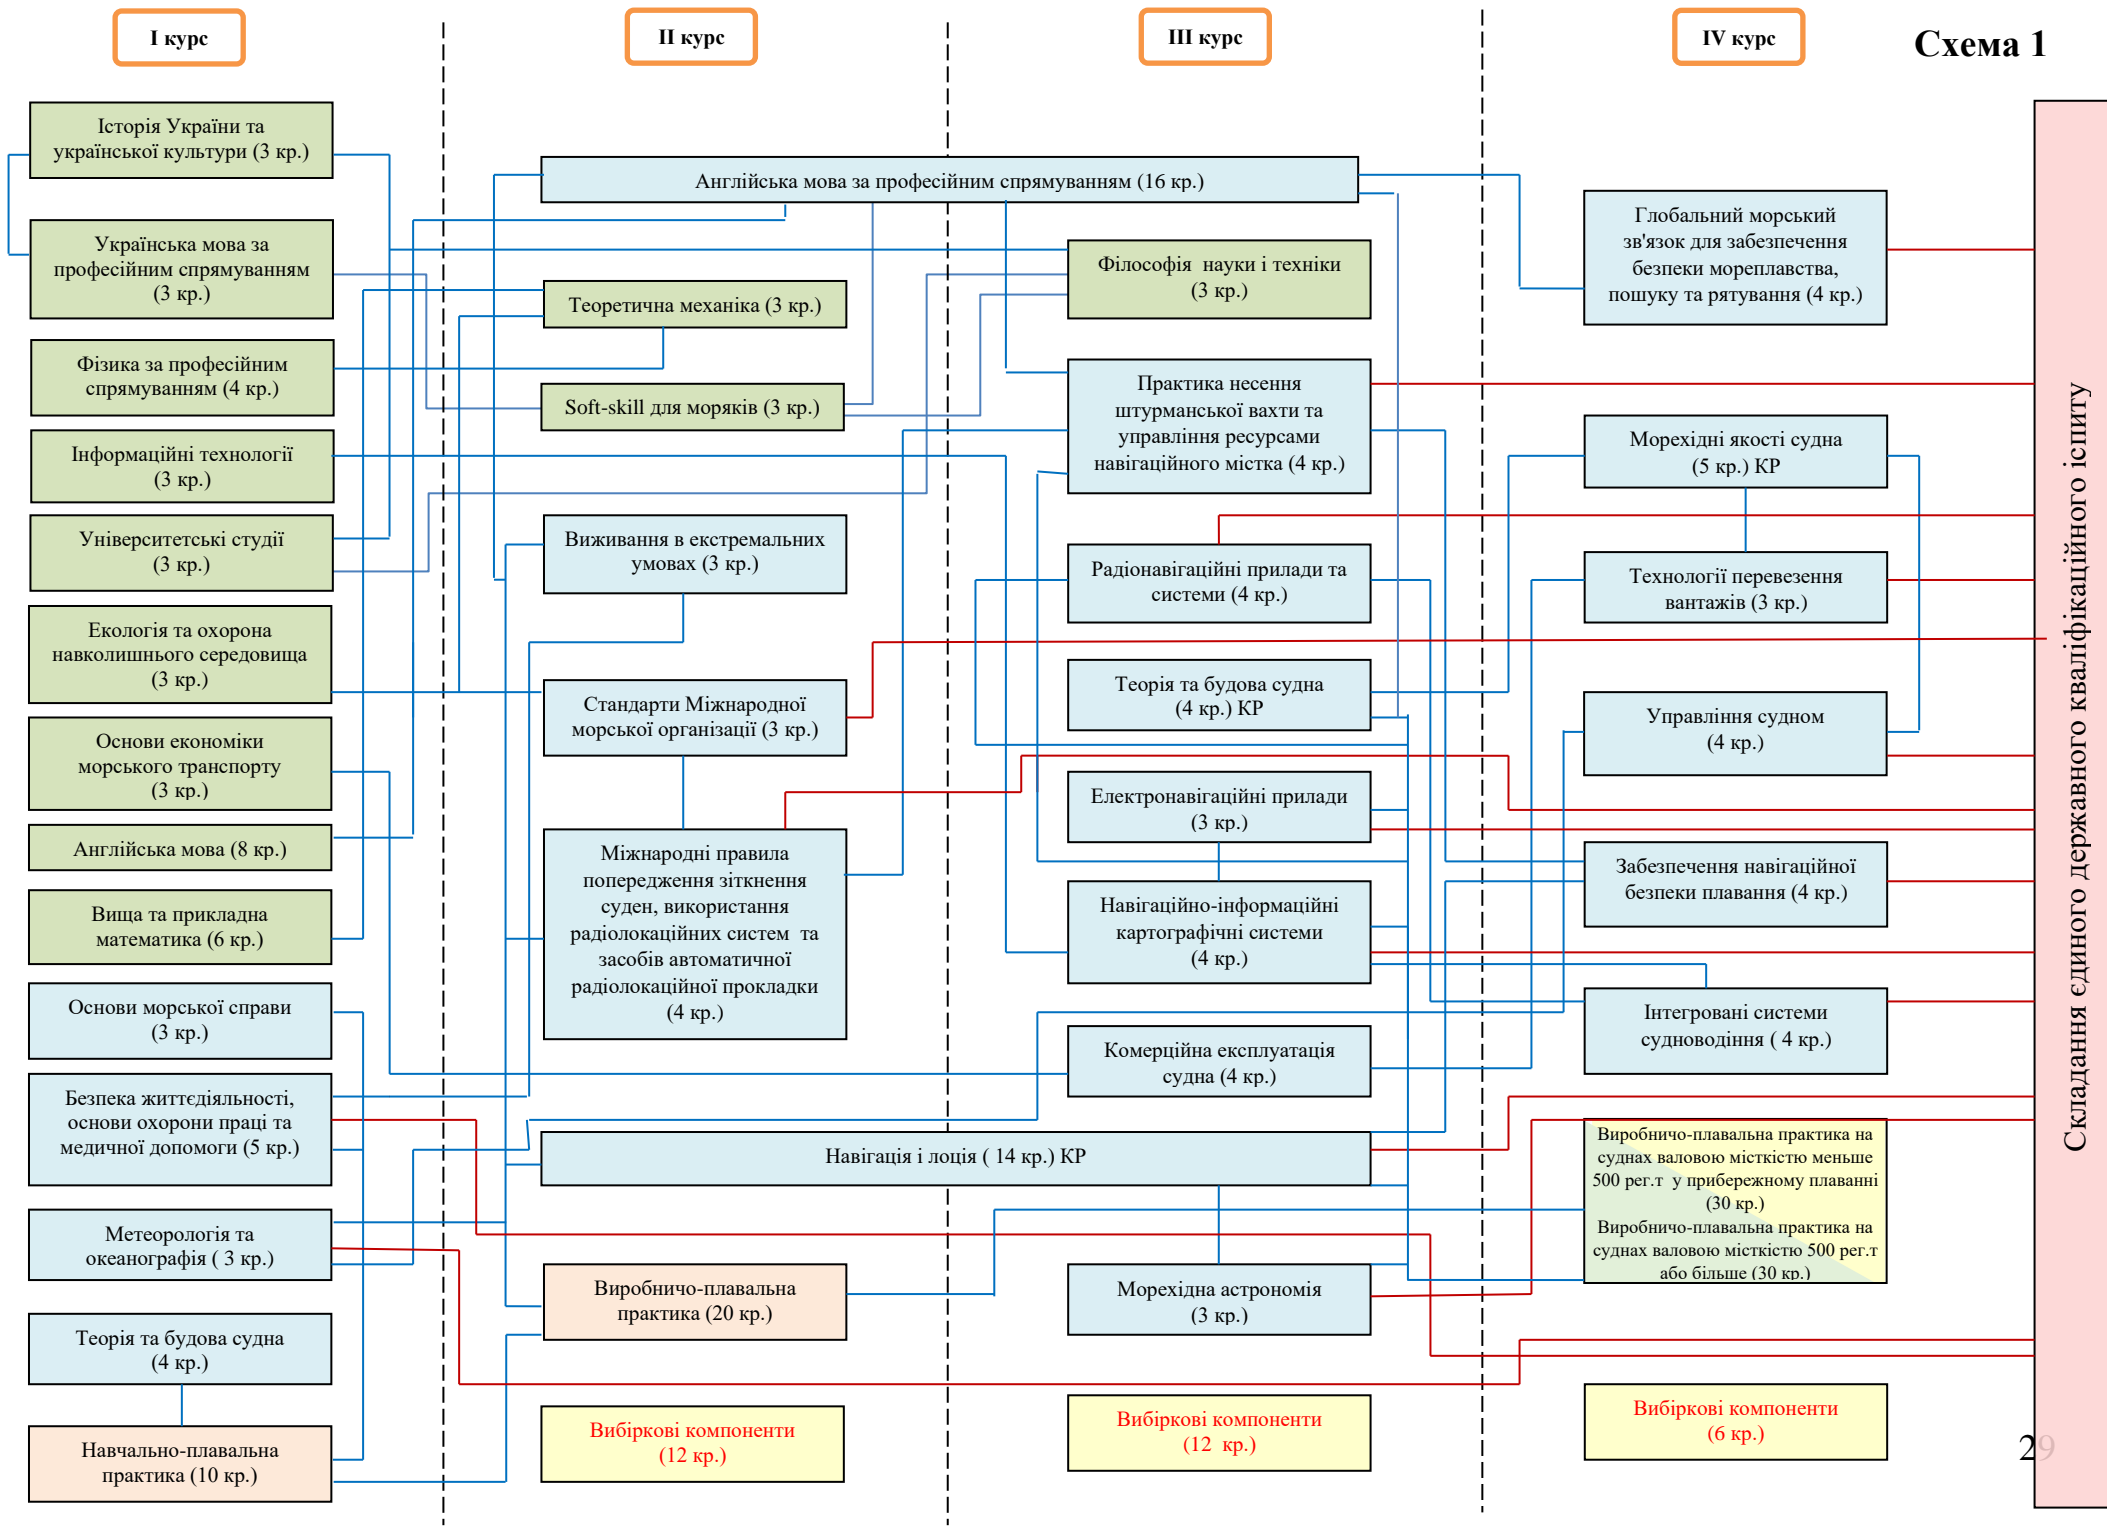 І курс
ІІ курс
ІІІ курс
IV курс
Схема 1
Історія України та
української культури (3 кр.)
Українська мова за
професійним спрямуванням
(3 кр.)
Фізика за професійним
спрямуванням (4 кр.)
Інформаційні технології
(3 кр.)
Університетські студії
(3 кр.)
Екологія та охорона
навколишнього середовища
(3 кр.)
Основи економіки
морського транспорту
(3 кр.)
Англійська мова (8 кр.)
Вища та прикладна
математика (6 кр.)
Основи морської справи
(3 кр.)
Безпека життєдіяльності,
основи охорони праці та
медичної допомоги (5 кр.)
Метеорологія та
океанографія ( 3 кр.)
Теорія та будова судна
(4 кр.)
Навчально-плавальна
практика (10 кр.)
Англійська мова за професійним спрямуванням (16 кр.)
Теоретична механіка (3 кр.)
Soft-skill для моряків (3 кр.)
Виживання в екстремальних
умовах (3 кр.)
Стандарти Міжнародної
морської організації (3 кр.)
Міжнародні правила
попередження зіткнення
суден, використання
радіолокаційних систем та
засобів автоматичної
радіолокаційної прокладки
(4 кр.)
Навігація і лоція ( 14 кр.) КР
Виробничо-плавальна
практика (20 кр.)
Вибіркові компоненти
(12 кр.)
Філософія науки і техніки
(3 кр.)
Практика несення
штурманської вахти та
управління ресурсами
навігаційного містка (4 кр.)
Радіонавігаційні прилади та
системи (4 кр.)
Теорія та будова судна
(4 кр.) КР
Електронавігаційні прилади
(3 кр.)
Навігаційно-інформаційні
картографічні системи
(4 кр.)
Комерційна експлуатація
судна (4 кр.)
Морехідна астрономія
(3 кр.)
Вибіркові компоненти
(12 кр.)
Глобальний морський
зв'язок для забезпечення
безпеки мореплавства,
пошуку та рятування (4 кр.)
Морехідні якості судна
(5 кр.) КР
Технології перевезення
вантажів (3 кр.)
Управління судном
(4 кр.)
Забезпечення навігаційної
безпеки плавання (4 кр.)
Інтегровані системи
судноводіння ( 4 кр.)
Виробничо-плавальна практика на
суднах валовою місткістю меньше
500 рег.т у прибережному плаванні
(30 кр.)
Виробничо-плавальна практика на
суднах валовою місткістю 500 рег.т
або більше (30 кр.)
Вибіркові компоненти
(6 кр.)
Складання єдиного державного кваліфікаційного іспиту
29